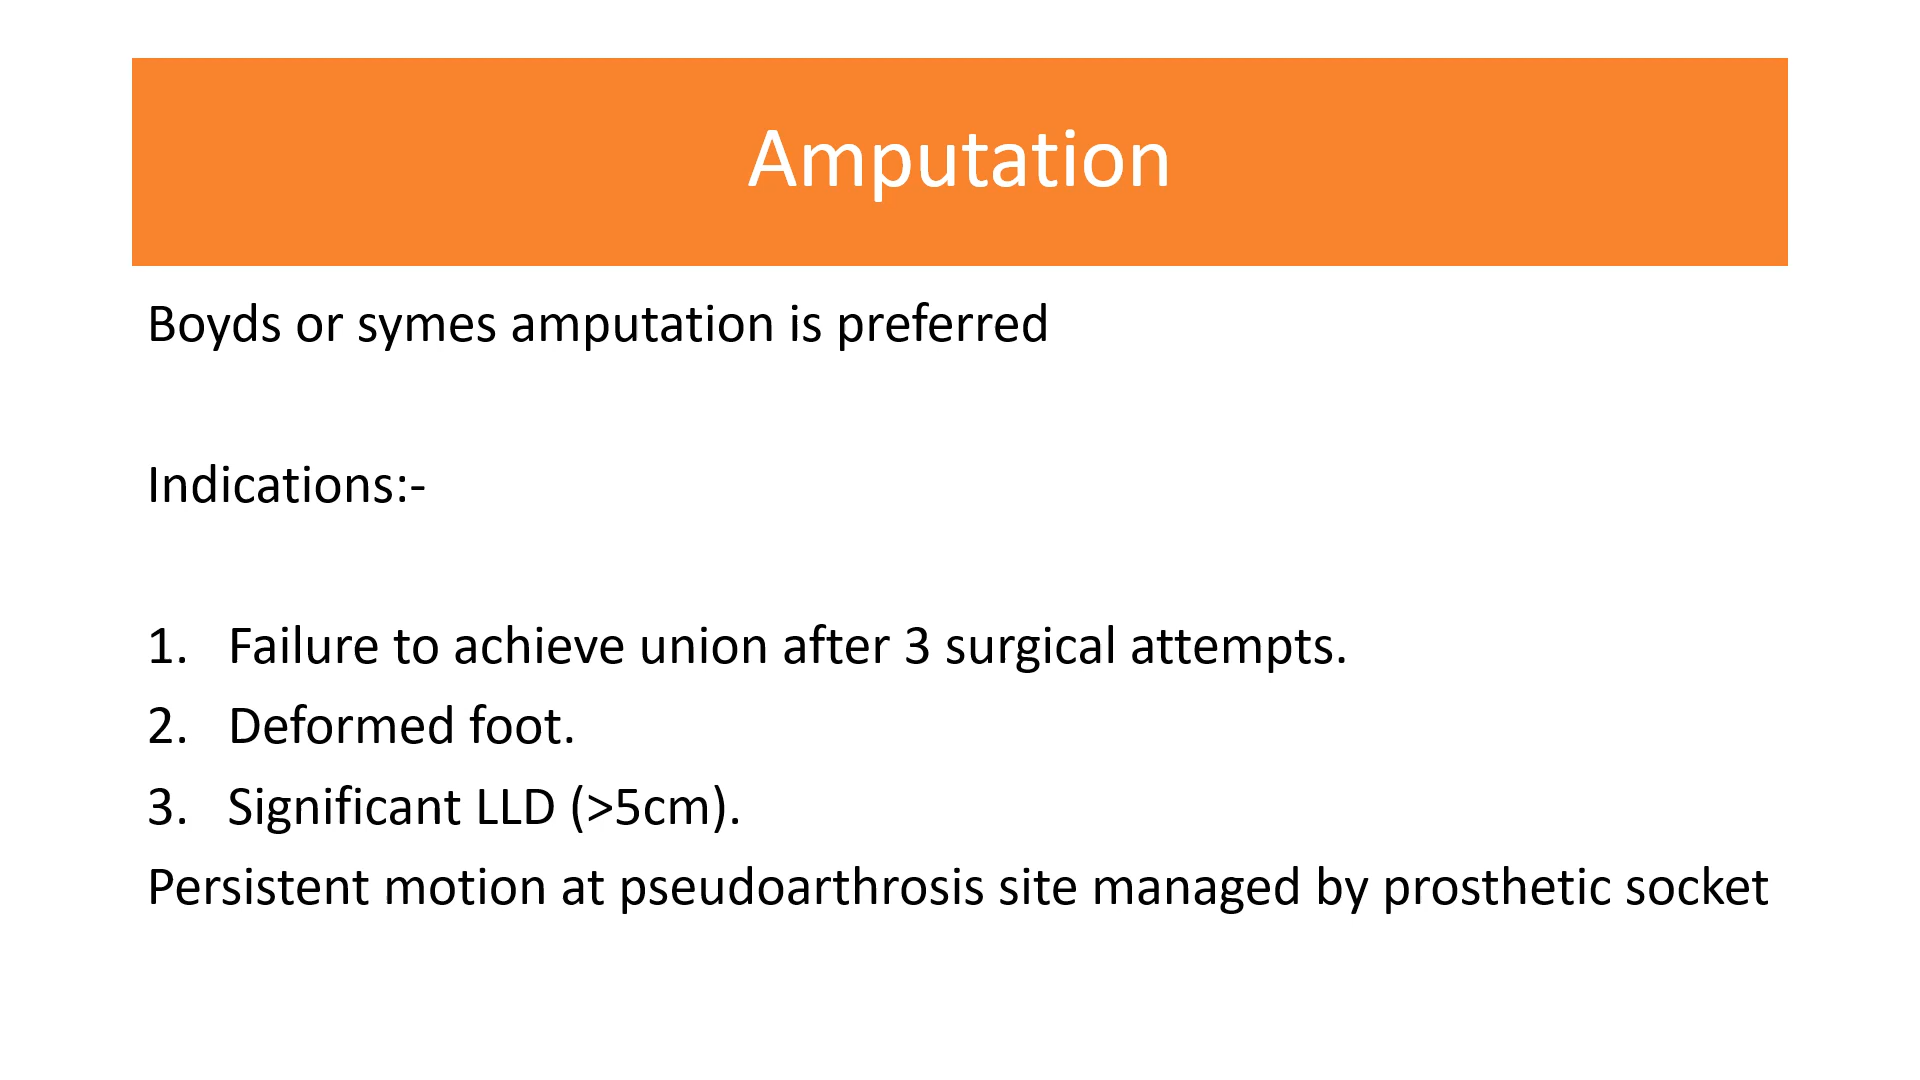 Amputation
Boyds or symes amputation is preferred
Indications:-
1. Failure to achieve union after 3 surgical attempts.
2. Deformed foot.
3. Significant LLD (>5cm).
Persistent motion at pseudoarthrosis site managed by prosthetic socket